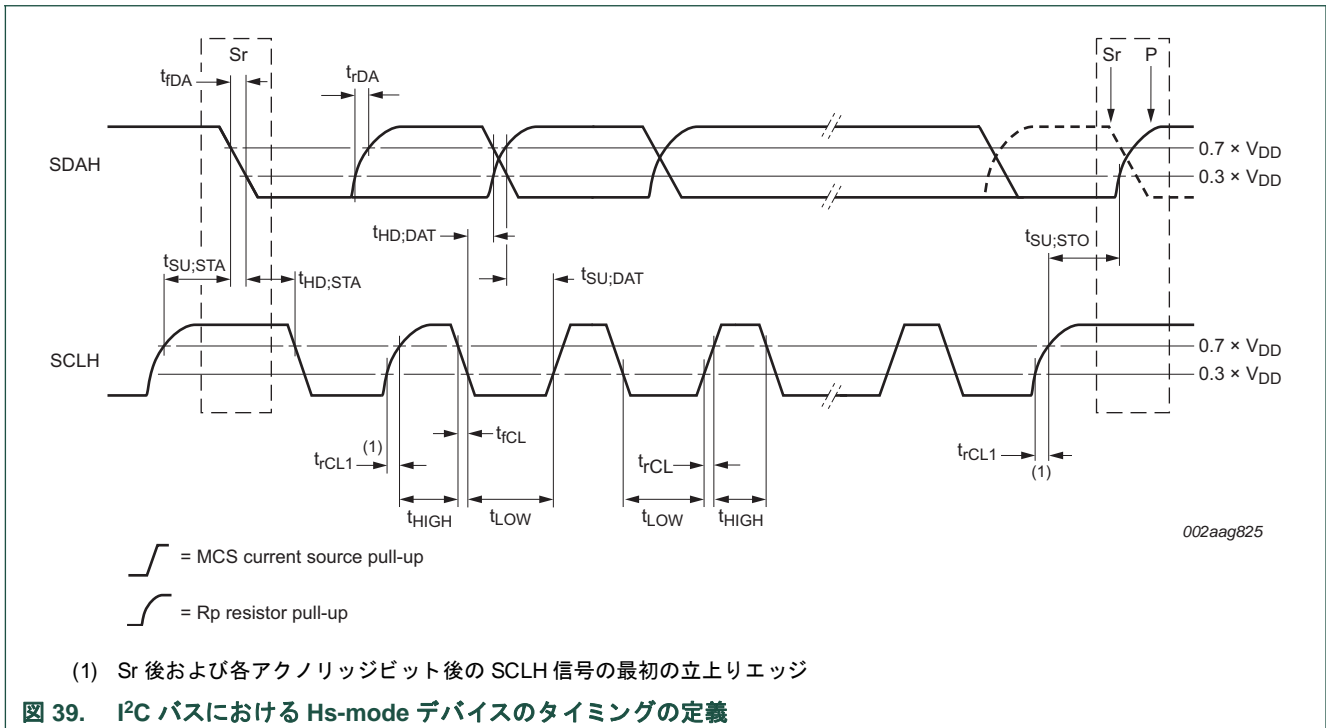 Sr
Sr P
tfDA
trDA
SDAH
0.7 × VDD
0.3 × VDD
tHD;DAT
tSU;STO
tSU;STA
tHD;STA
tSU;DAT
SCLH
0.7 × VDD
0.3 × VDD
trCL1 (1)
tfCL
trCL
trCL1 (1)
tHIGH
tLOW
tLOW
tHIGH
002aag825
= MCS current source pull-up
= Rp resistor pull-up
(1) Sr 後および各アクノリッジビット後の SCLH 信号の最初の立上りエッジ
図 39. I²C バスにおける Hs-mode デバイスのタイミングの定義